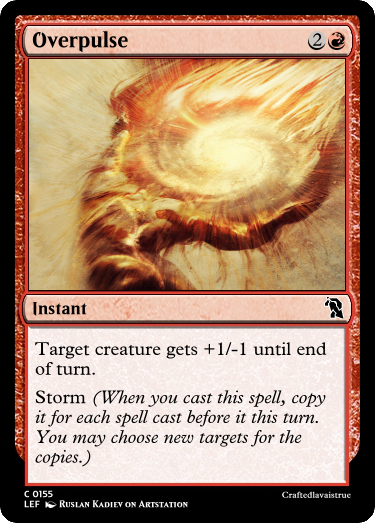 Overpulse 2
Instant
Target creature gets +1/-1 until end
of turn.
Storm (When you cast this spell, copy
it for each spell cast before it this turn.
You may choose new targets for the
copies.)
C 0155
LEF Ruslan Kadiev on Artstation
Craftedlavaistrue